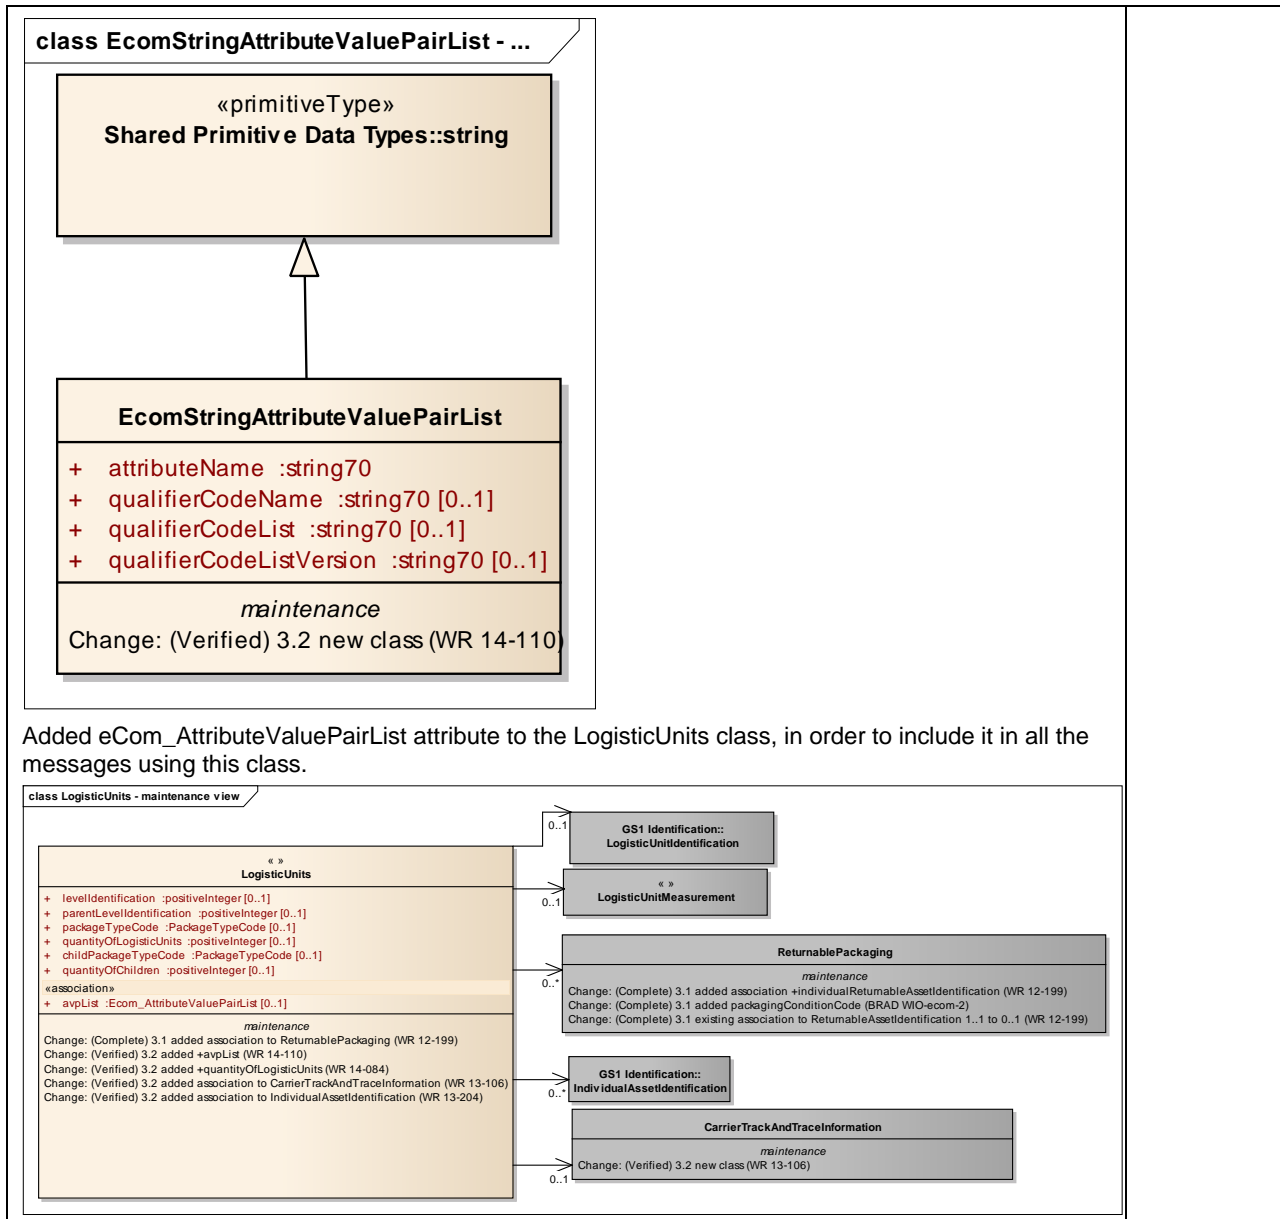 class EcomStringAttributeValuePairList - ...
«primitiveType»
Shared Primitive Data Types::string
EcomStringAttributeValuePairList
+ attributeName :string70
+ qualifierCodeName :string70 [0..1]
+ qualifierCodeList :string70 [0..1]
+ qualifierCodeListVersion :string70 [0..1]
maintenance
Change: (Verified) 3.2 new class (WR 14-110)
Added eCom_AttributeValuePairList attribute to the LogisticUnits class, in order to include it in all the
messages using this class.
class LogisticUnits - maintenance view
« »
LogisticUnits
+ levelIdentification :positiveInteger [0..1]
+ parentLevelIdentification :positiveInteger [0..1]
+ packageTypeCode :PackageTypeCode [0..1]
+ quantityOfLogisticUnits :positiveInteger [0..1]
+ childPackageTypeCode :PackageTypeCode [0..1]
+ quantityOfChildren :positiveInteger [0..1]
«association»
+ avpList :Ecom_AttributeValuePairList [0..1]
maintenance
Change: (Complete) 3.1 added association to ReturnablePackaging (WR 12-199)
Change: (Verified) 3.2 added +avpList (WR 14-110)
Change: (Verified) 3.2 added +quantityOfLogisticUnits (WR 14-084)
Change: (Verified) 3.2 added association to CarrierTrackAndTraceInformation (WR 13-106)
Change: (Verified) 3.2 added association to IndividualAssetIdentification (WR 13-204)
0..1
GS1 Identification::
LogisticUnitIdentification
0..1
« »
LogisticUnitMeasurement
0..*
ReturnablePackaging
maintenance
Change: (Complete) 3.1 added association +individualReturnableAssetIdentification (WR 12-199)
Change: (Complete) 3.1 added packagingConditionCode (BRAD WIO-ecom-2)
Change: (Complete) 3.1 existing association to ReturnableAssetIdentification 1..1 to 0..1 (WR 12-199)
0..*
GS1 Identification::
IndividualAssetIdentification
0..1
CarrierTrackAndTraceInformation
maintenance
Change: (Verified) 3.2 new class (WR 13-106)